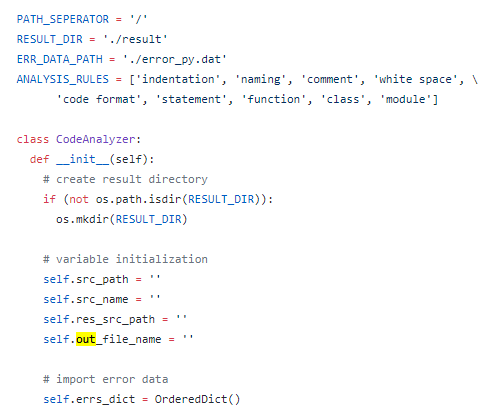 PATH_SEPERATOR = '/'
RESULT_DIR = './result'
ERR_DATA_PATH = './error_py.dat'
ANALYSIS_RULES = ['indentation', 'naming', 'comment', 'white space', \
      'code format', 'statement', 'function', 'class', 'module']

class CodeAnalyzer:
  def __init__(self):
    # create result directory
    if (not os.path.isdir(RESULT_DIR)):
      os.mkdir(RESULT_DIR)

    # variable initialization
    self.src_path = ''
    self.src_name = ''
    self.res_src_path = ''
    self.out_file_name = ''

    # import error data
    self.errs_dict = OrderedDict()